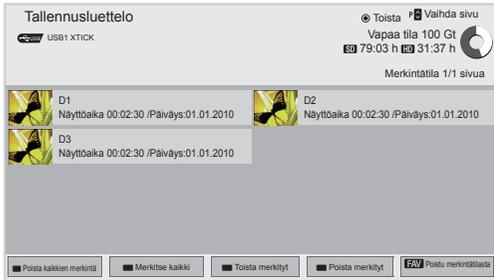 Tallennusluettelo
Toista P Vaihda sivu
USB USB1 XTICK
Vapaa tila 100 Gt
SD 79:03 h HD 31:37 h
Merkintätila 1/1 sivua
D1
Näyttöaika 00:02:30 /Päiväys:01.01.2010
D2
Näyttöaika 00:02:30 /Päiväys:01.01.2010
D3
Näyttöaika 00:02:30 /Päiväys:01.01.2010
Poista kaikkien merkintä
Merkitse kaikki
Toista merkityt
Poista merkityt
FAV Poistu merkintätilasta